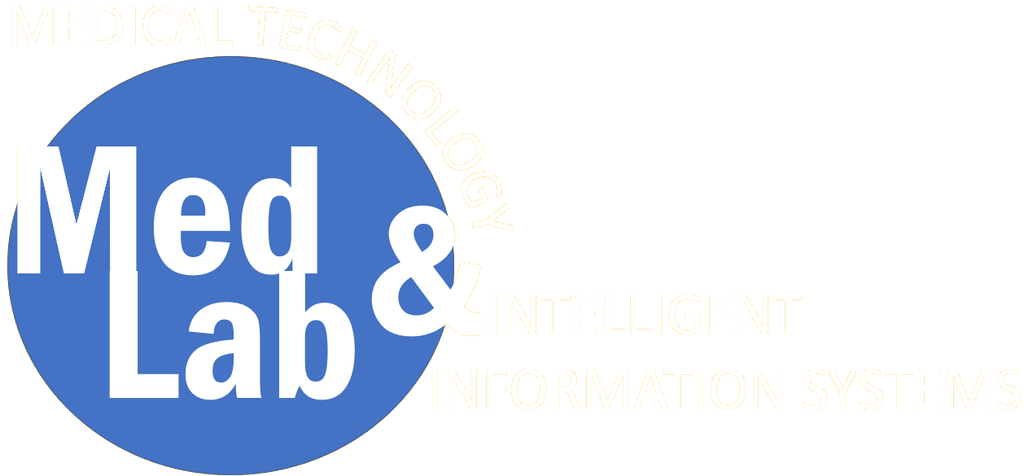 MEDICAL TECHNOLOGY
Med
Lab
&
INTELLIGENT
INFORMATION SYSTEMS